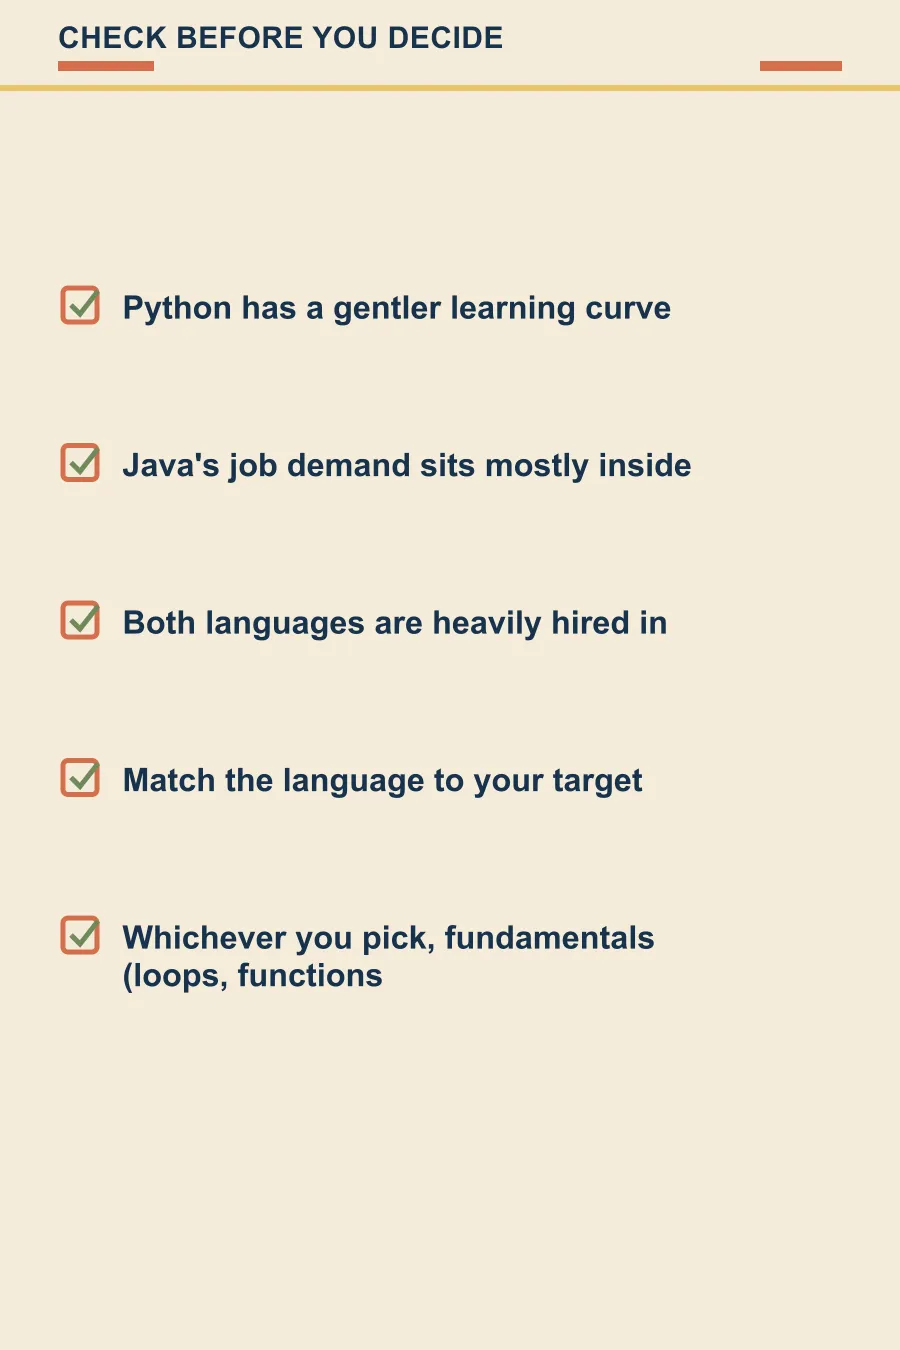 CHECK BEFORE YOU DECIDE
Python has a gentler learning curve
Java's job demand sits mostly inside
Both languages are heavily hired in
Match the language to your target
Whichever you pick, fundamentals
(loops, functions